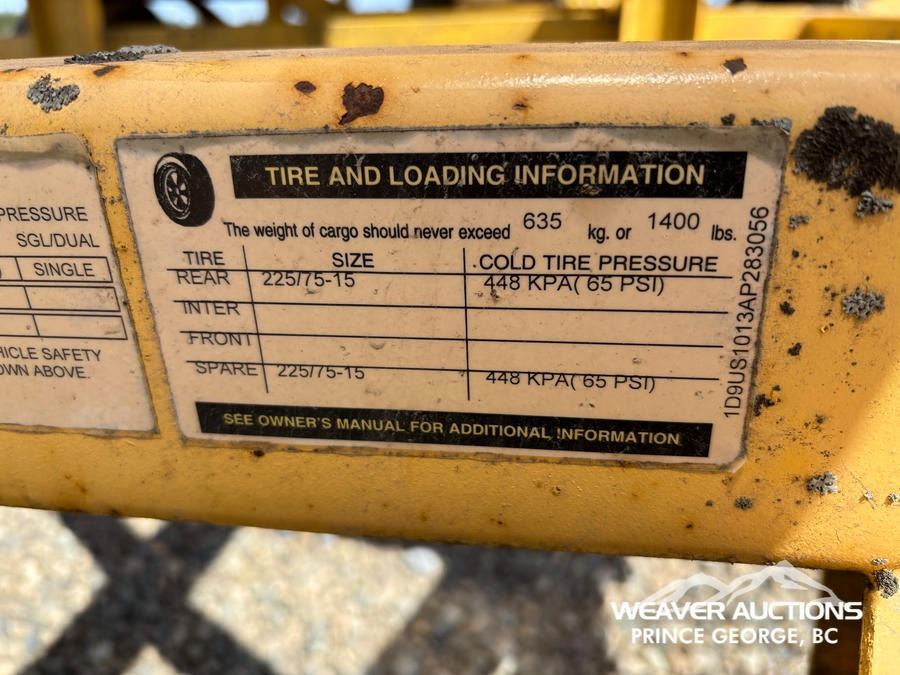 PRESSURE
SGL/DUAL
SINGLE
HICLE SAFETY
OWN ABOVE.
TIRE AND LOADING INFORMATION
The weight of cargo should never exceed 635 kg. or 1400 lbs.
TIRE SIZE COLD TIRE PRESSURE
REAR 225/75-15 448 KPA( 65 PSI)
INTER
FRONT
SPARE 225/75-15 448 KPA( 65 PSI)
SEE OWNER'S MANUAL FOR ADDITIONAL INFORMATION
1D9US1013AP283056
WEAVER AUCTIONS
PRINCE GEORGE, BC